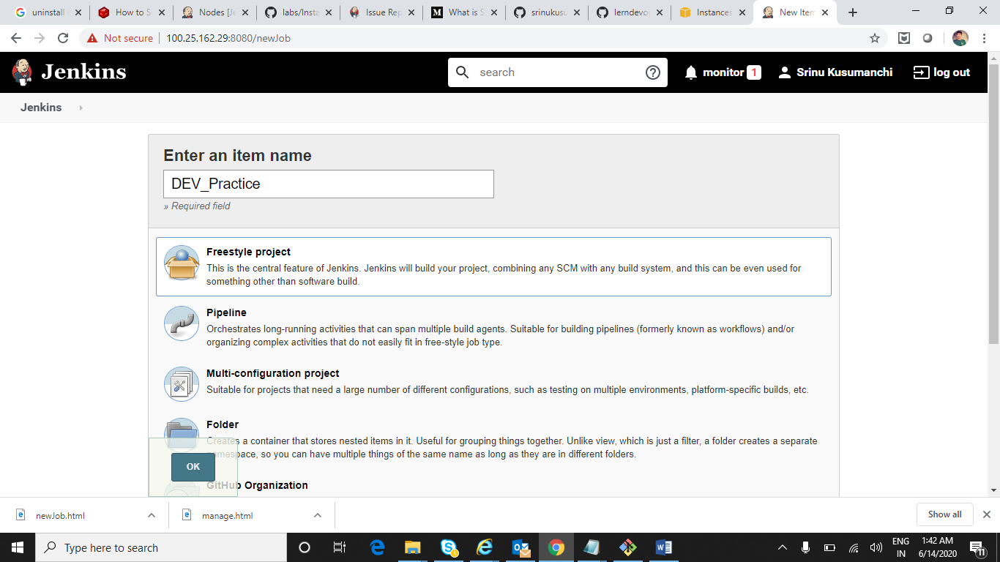 uninstall
How to S
Nodes [Je
labs/Insta
Issue Rep
M
What is S
srinukusu
lerndevop
Instances
New Item
Not secure
100.25.162.29:8080/newJob
Jenkins
search
monitor 1
Srinu Kusumanchi
log out
Jenkins
Enter an item name
DEV_Practice
» Required field
Freestyle project
This is the central feature of Jenkins. Jenkins will build your project, combining any SCM with any build system, and this can be even used for
something other than software build.
Pipeline
Orchestrates long-running activities that can span multiple build agents. Suitable for building pipelines (formerly known as workflows) and/or
organizing complex activities that do not easily fit in free-style job type.
Multi-configuration project
Suitable for projects that need a large number of different configurations, such as testing on multiple environments, platform-specific builds, etc.
Folder
Creates a container that stores nested items in it. Useful for grouping things together. Unlike view, which is just a filter, a folder creates a separate
namespace, so you can have multiple things of the same name as long as they are in different folders.
OK
GitHub Organization
newJob.html
manage.html
Show all
Type here to search
ENG
IN
1:42 AM
6/14/2020
11